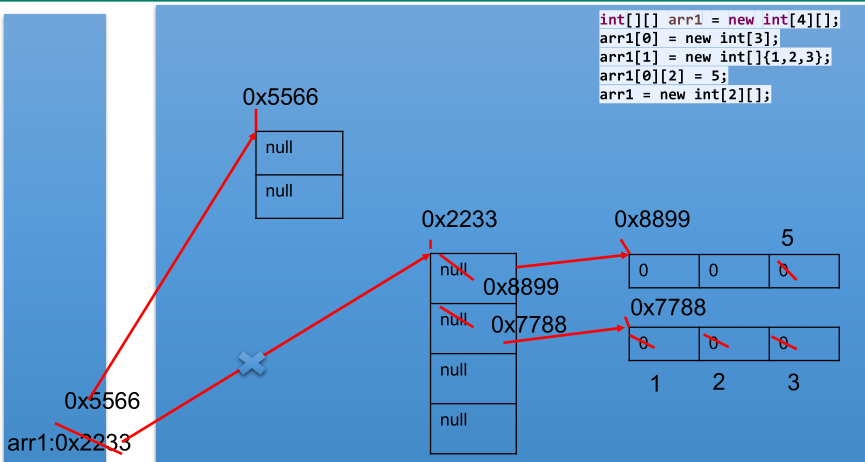 int[][] arr1 = new int[4][];
arr1[0] = new int[3];
arr1[1] = new int[]{1,2,3};
arr1[0][2] = 5;
arr1 = new int[2][];
0x5566
null
null
0x2233
0x8899
5
null
0 0 0
0x8899
null
0x7788
0x7788
0 0 0
null
1 2 3
null
0x5566
arr1:0x2233